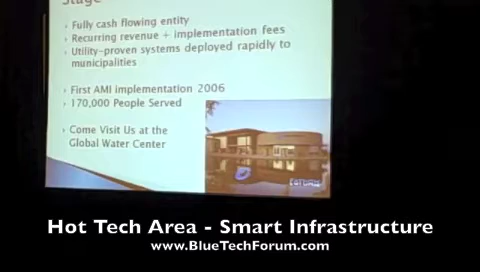 Stage
Fully cash flowing entity
Recurring revenue + implementation fees
Utility-proven systems deployed rapidly to
municipalities
First AMI implementation 2006
170,000 People Served
Come Visit Us at the
Global Water Center
Hot Tech Area - Smart Infrastructure
www.BlueTechForum.com